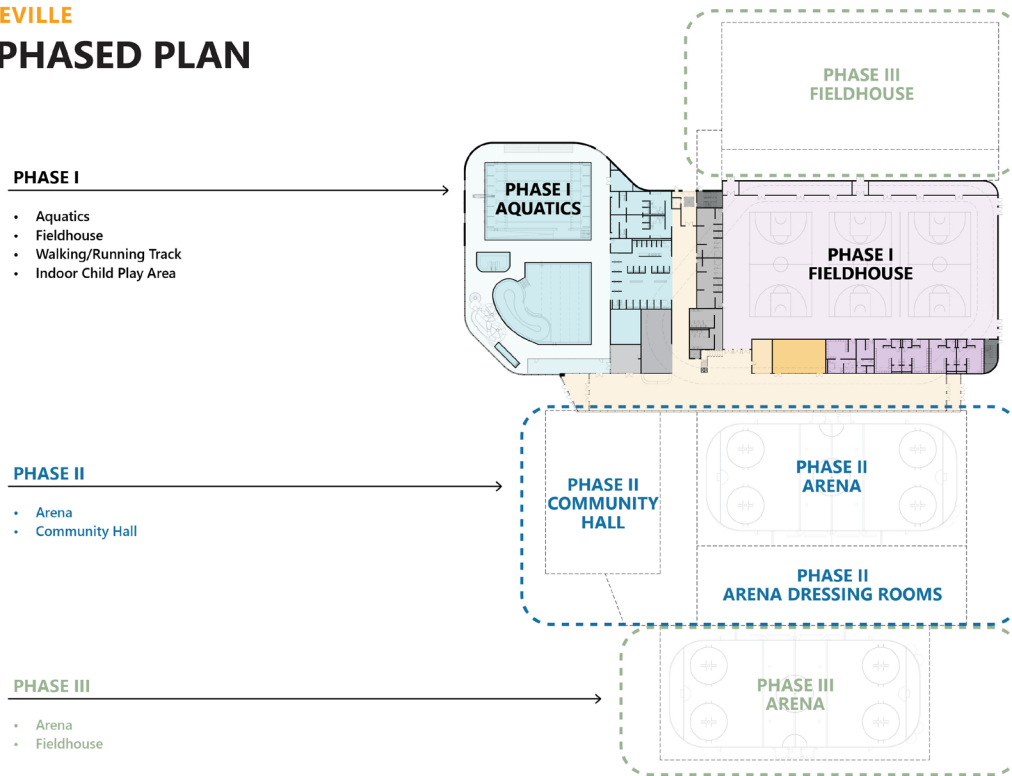 EVILLE
PHASED PLAN
PHASE III
FIELDHOUSE
PHASE I
• Aquatics
• Fieldhouse
• Walking/Running Track
• Indoor Child Play Area
PHASE I
AQUATICS
PHASE I
FIELDHOUSE
PHASE II
• Arena
• Community Hall
PHASE II
COMMUNITY
HALL
PHASE II
ARENA
PHASE II
ARENA DRESSING ROOMS
PHASE III
• Arena
• Fieldhouse
PHASE III
ARENA